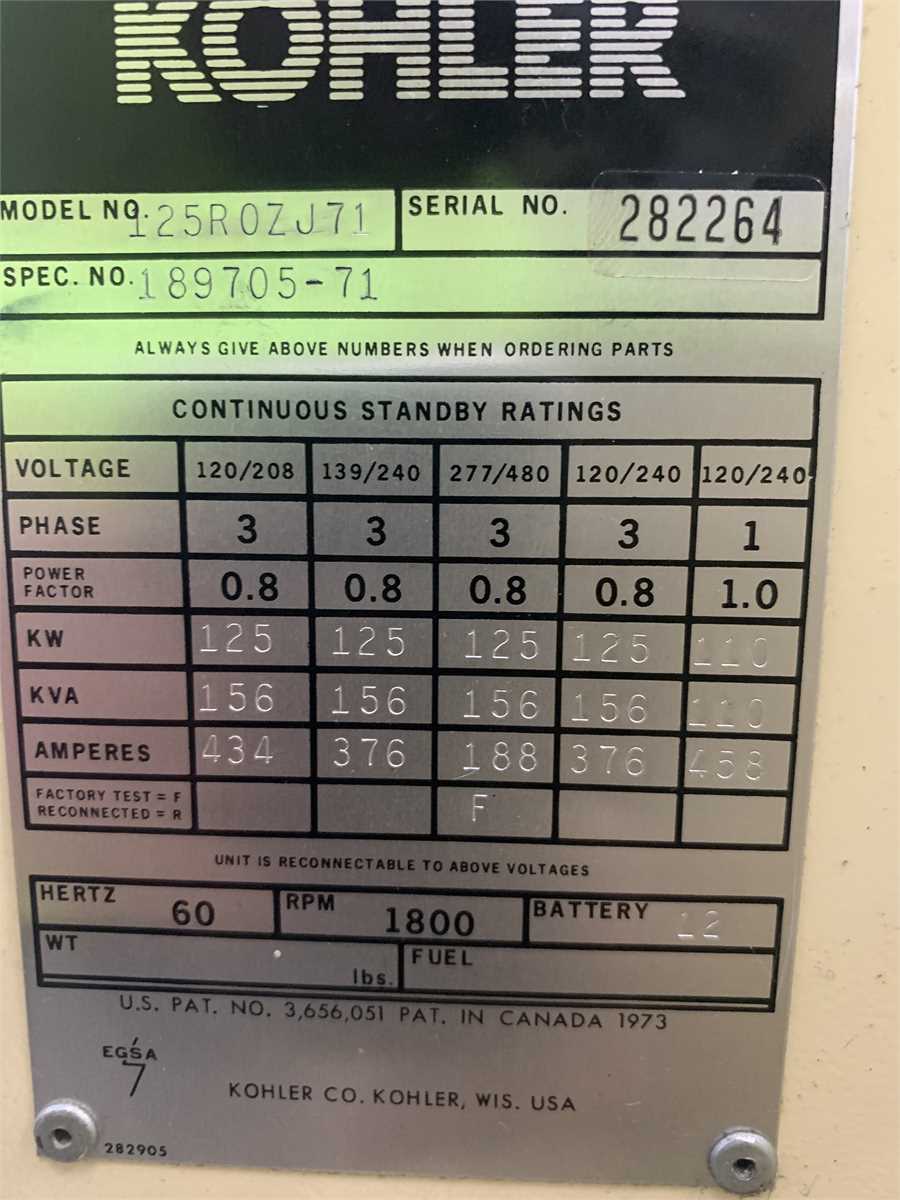 KOHLER
MODEL NO. 125R0ZJ71 SERIAL NO. 282264
SPEC. NO. 189705-71
ALWAYS GIVE ABOVE NUMBERS WHEN ORDERING PARTS
CONTINUOUS STANDBY RATINGS
VOLTAGE 120/208 139/240 277/480 120/240 120/240
PHASE 3 3 3 3 1
POWER
FACTOR 0.8 0.8 0.8 0.8 1.0
KW 125 125 125 125 110
KVA 156 156 156 156 110
AMPERES 434 376 188 376 458
FACTORY TEST = F
RECONNECTED = R F
UNIT IS RECONNECTABLE TO ABOVE VOLTAGES
HERTZ 60 RPM 1800 BATTERY 12
WT lbs. FUEL
U.S. PAT. NO. 3,656,051 PAT. IN CANADA 1973
EGSA
7
KOHLER CO. KOHLER, WIS. USA
282905